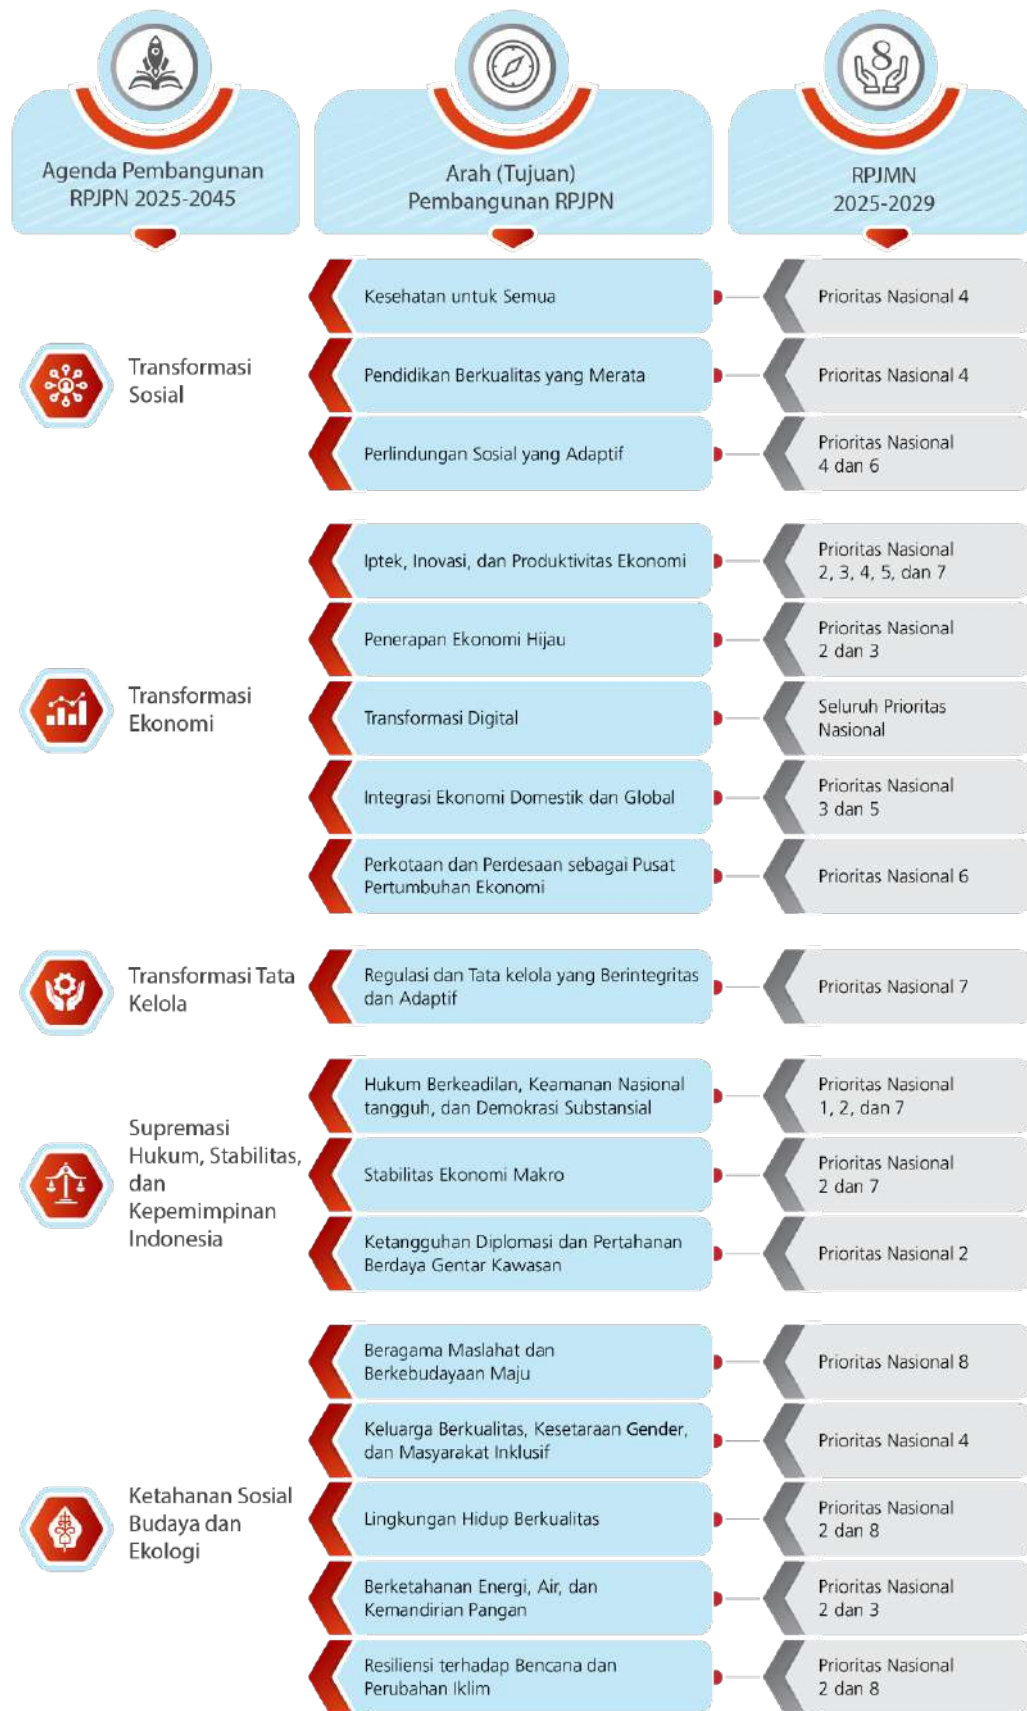 8
Agenda Pembangunan
RPJPN 2025-2045
Arah (Tujuan)
Pembangunan RPJPN
RPJMN
2025-2029
Transformasi
Sosial
Kesehatan untuk Semua
Prioritas Nasional 4
Pendidikan Berkualitas yang Merata
Prioritas Nasional 4
Perlindungan Sosial yang Adaptif
Prioritas Nasional
4 dan 6
Transformasi
Ekonomi
Iptek, Inovasi, dan Produktivitas Ekonomi
Prioritas Nasional
2, 3, 4, 5, dan 7
Penerapan Ekonomi Hijau
Prioritas Nasional
2 dan 3
Transformasi Digital
Seluruh Prioritas
Nasional
Integrasi Ekonomi Domestik dan Global
Prioritas Nasional
3 dan 5
Perkotaan dan Perdesaan sebagai Pusat
Pertumbuhan Ekonomi
Prioritas Nasional 6
Transformasi Tata
Kelola
Regulasi dan Tata kelola yang Berintegritas
dan Adaptif
Prioritas Nasional 7
Supremasi
Hukum, Stabilitas,
dan
Kepemimpinan
Indonesia
Hukum Berkeadilan, Keamanan Nasional
tangguh, dan Demokrasi Substansial
Prioritas Nasional
1, 2, dan 7
Stabilitas Ekonomi Makro
Prioritas Nasional
2 dan 7
Ketangguhan Diplomasi dan Pertahanan
Berdaya Gentar Kawasan
Prioritas Nasional 2
Ketahanan Sosial
Budaya dan
Ekologi
Beragama Maslahat dan
Berkebudayaan Maju
Prioritas Nasional 8
Keluarga Berkualitas, Kesetaraan Gender,
dan Masyarakat Inklusif
Prioritas Nasional 4
Lingkungan Hidup Berkualitas
Prioritas Nasional
2 dan 8
Berketahanan Energi, Air, dan
Kemandirian Pangan
Prioritas Nasional
2 dan 3
Resiliensi terhadap Bencana dan
Perubahan Iklim
Prioritas Nasional
2 dan 8